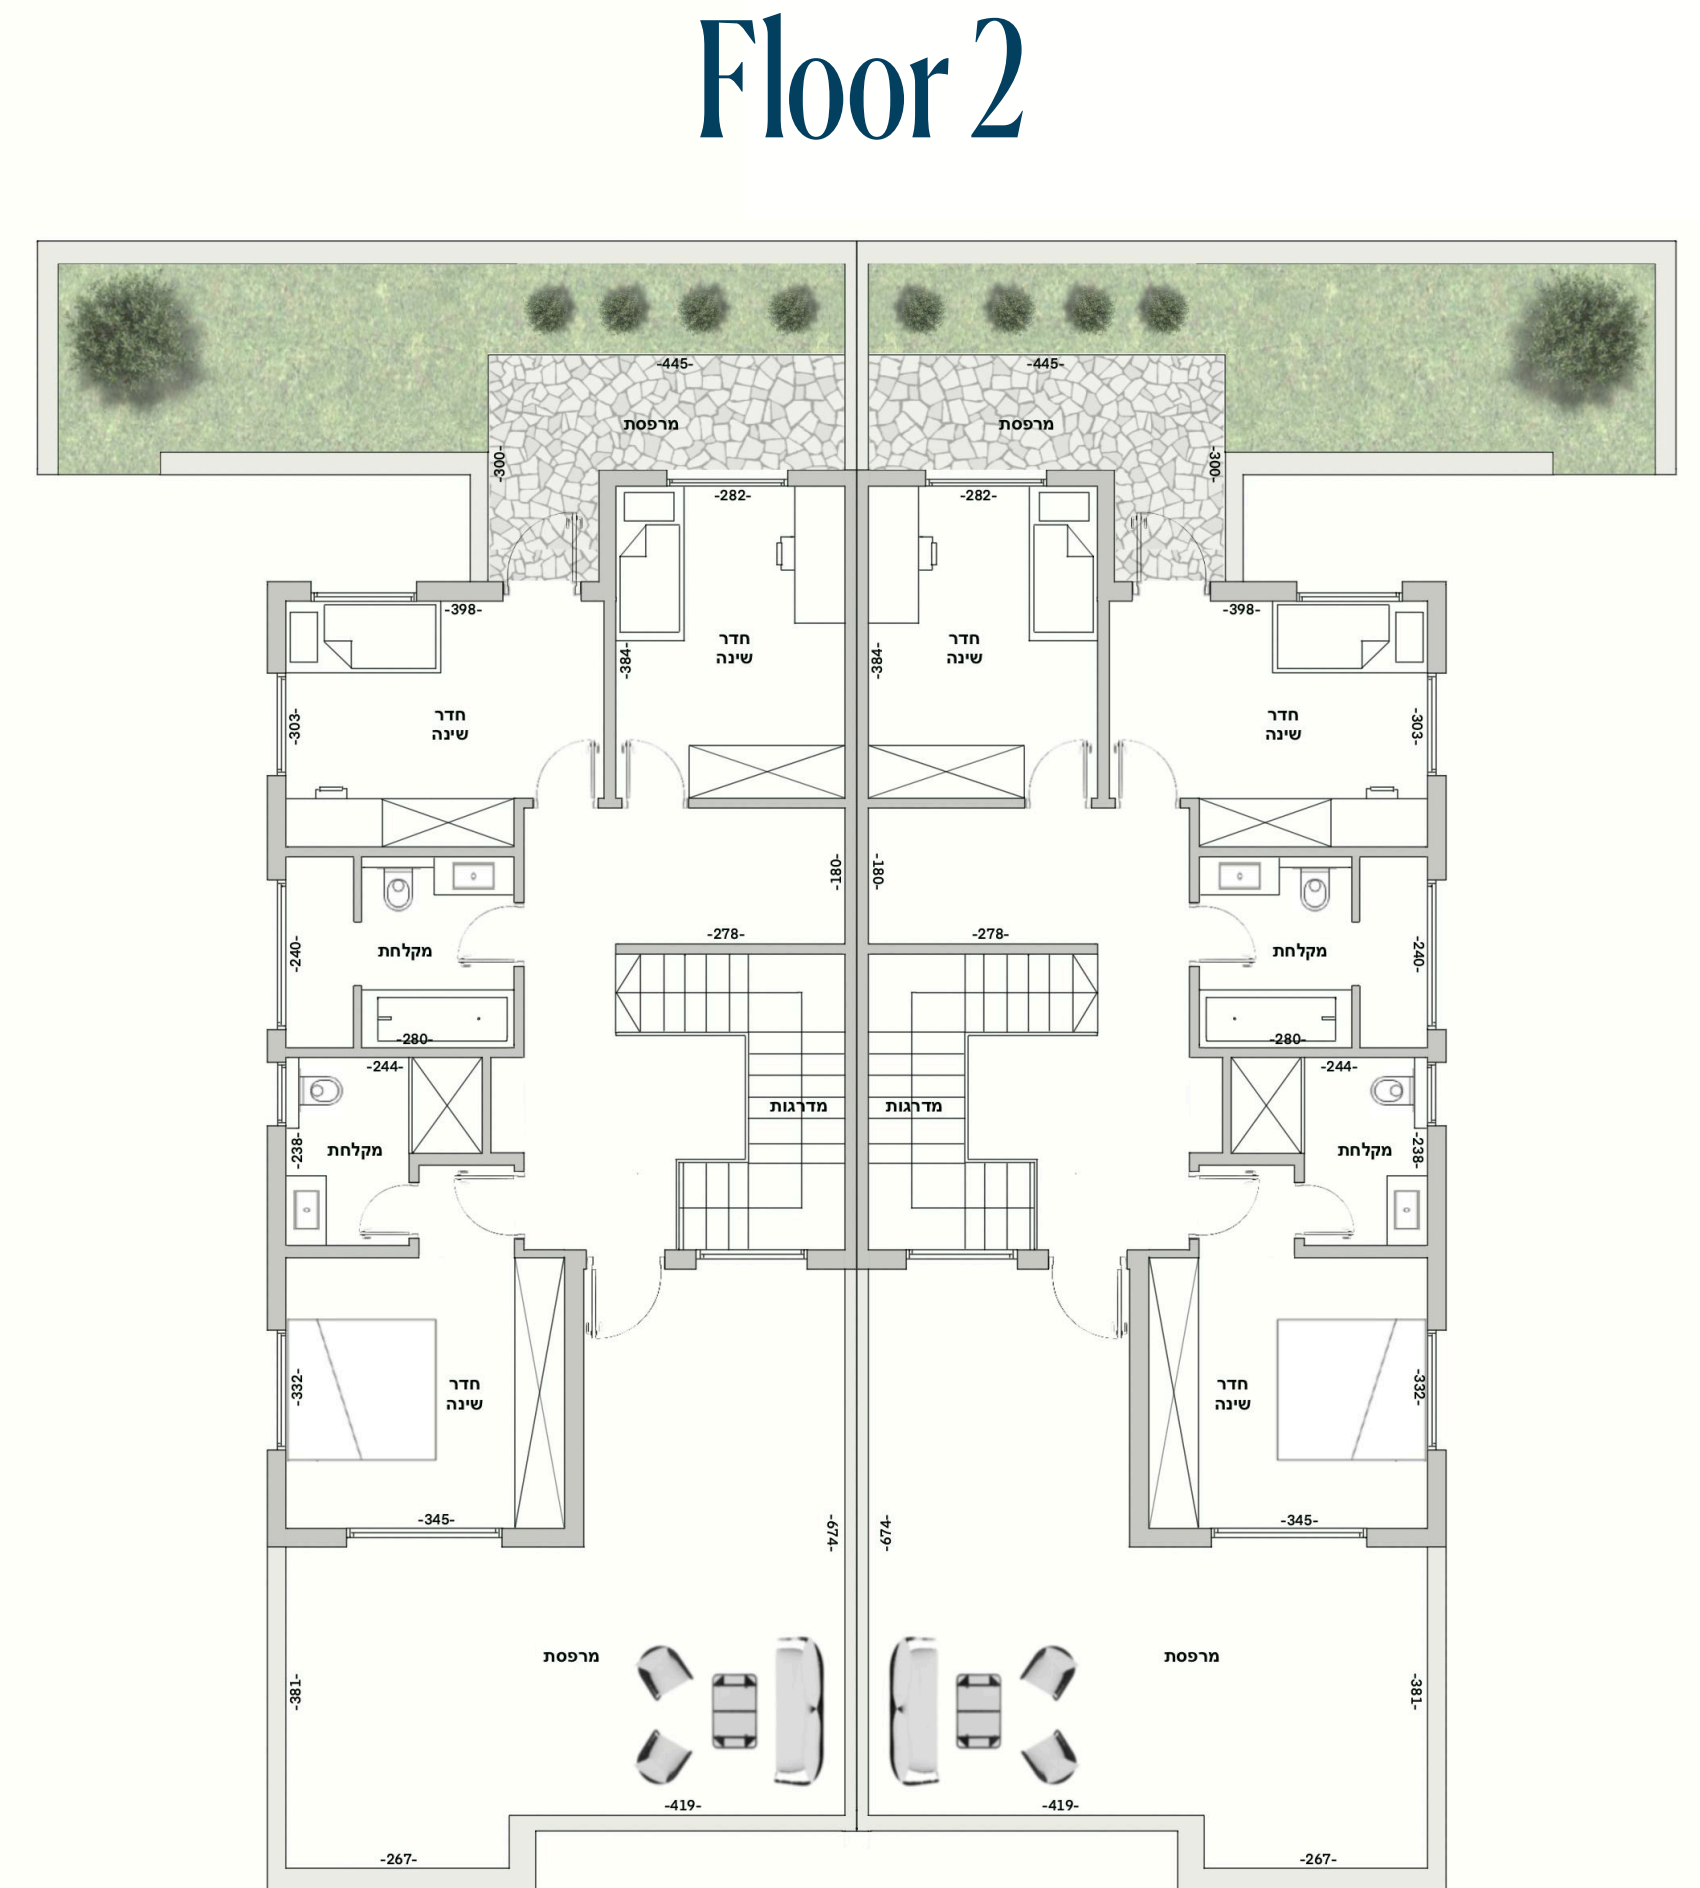 Floor 2
-445-
-445-
מרפסת
מרפסת
-300-
-300-
-282-
-282-
-398-
-398-
חדר
שינה
חדר
שינה
-384-
-384-
חדר
שינה
חדר
שינה
-303-
-303-
-180-
-180-
-278-
-278-
מקלחת
מקלחת
-240-
-240-
-280-
-280-
-244-
-244-
מדרגות
מדרגות
מקלחת
מקלחת
-238-
-238-
חדר
שינה
חדר
שינה
-332-
-332-
-345-
-345-
-674-
-674-
מרפסת
מרפסת
-381-
-381-
-419-
-419-
-267-
-267-